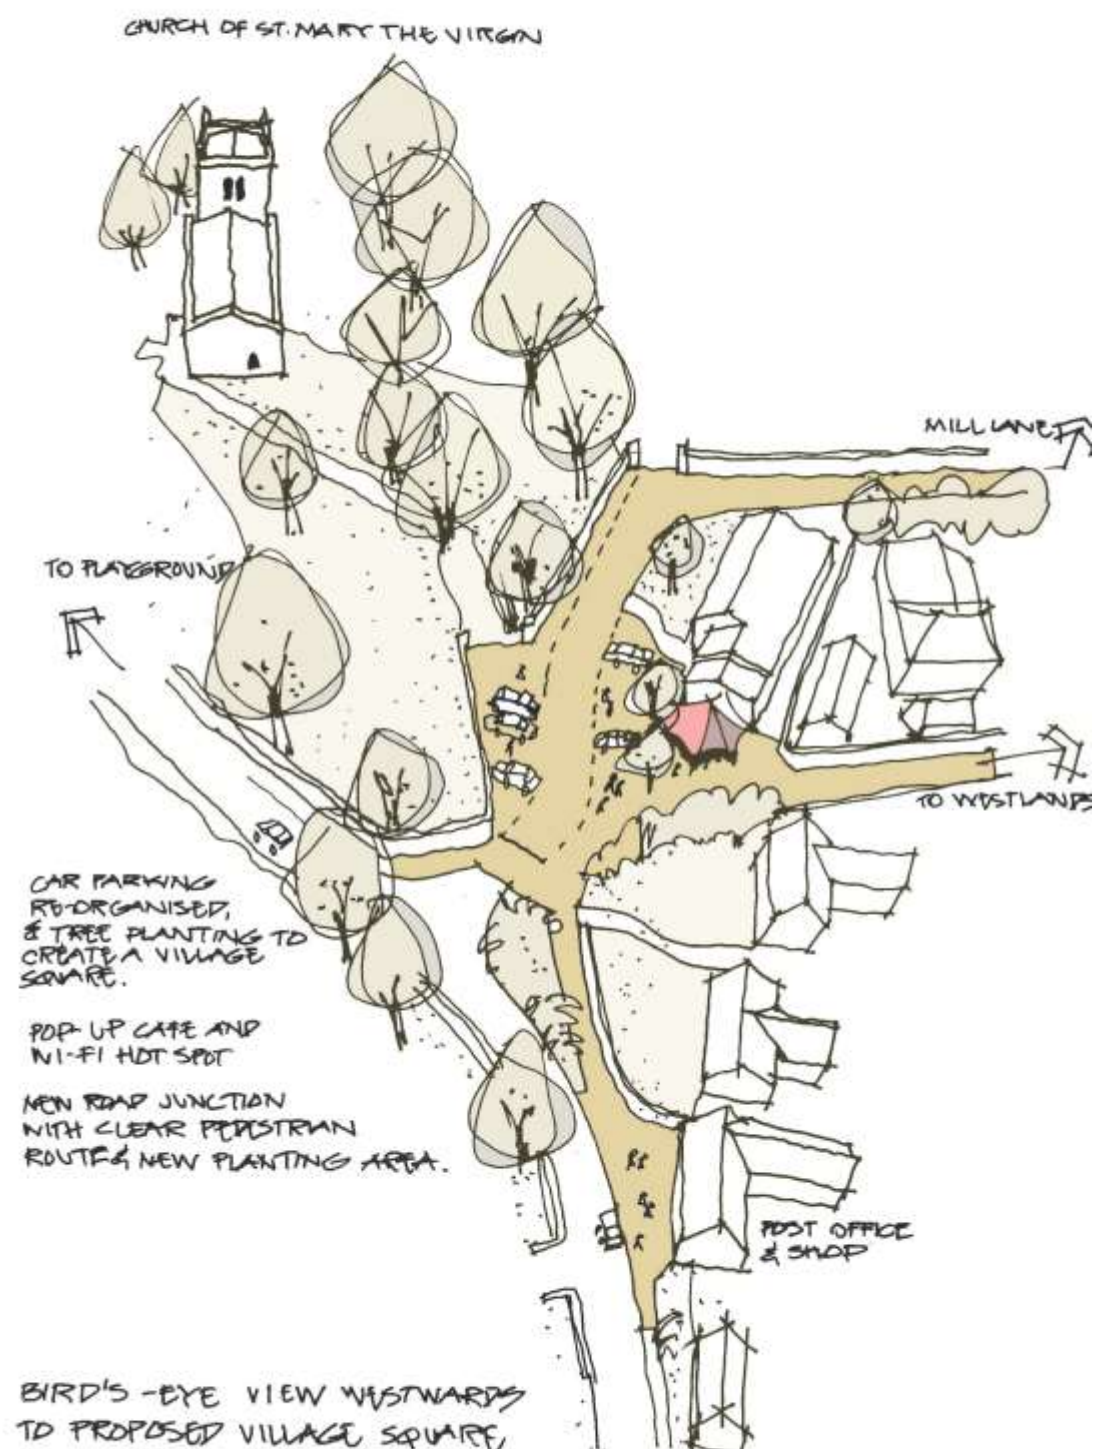 CHURCH OF ST. MARY THE VIRGIN
MILL LANE
TO PLAYGROUND
TO WESTLANDS
CAR PARKING
RE-ORGANISED,
& TREE PLANTING TO
CREATE A VILLAGE
SQUARE.
POP-UP CAFE AND
WI-FI HOT SPOT
NEW ROAD JUNCTION
WITH CLEAR PEDESTRIAN
ROUTE & NEW PLANTING AREA.
POST OFFICE
& SHOP
BIRD'S-EYE VIEW WESTWARDS
TO PROPOSED VILLAGE SQUARE,